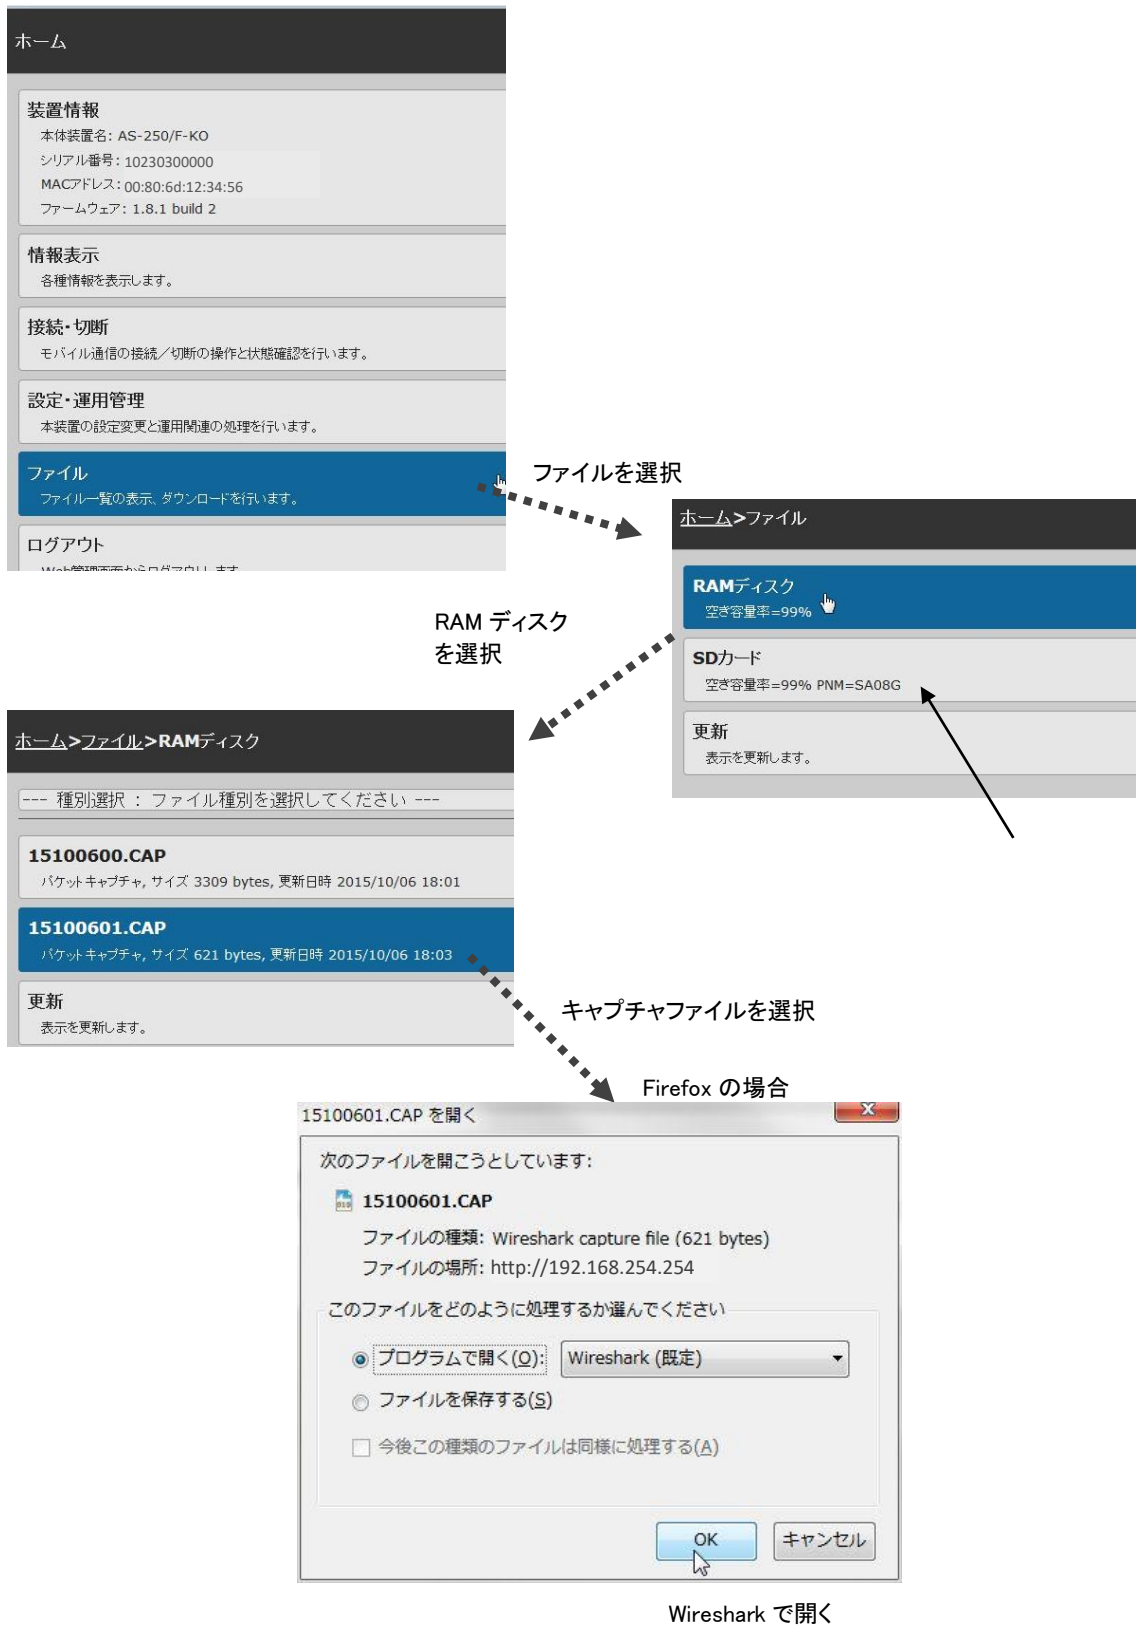 ホーム
装置情報
本体装置名: AS-250/F-KO
シリアル番号: 10230300000
MACアドレス: 00:80:6d:12:34:56
ファームウェア: 1.8.1 build 2
情報表示
各種情報を表示します。
接続・切断
モバイル通信の接続／切断の操作と状態確認を行います。
設定・運用管理
本装置の設定変更と運用関連の処理を行います。
ファイル
ファイル一覧の表示、ダウンロードを行います。
ログアウト
Web管理画面からログアウトします
ファイルを選択
ホーム>ファイル
RAMディスク
空き容量率=99%
SDカード
空き容量率=99% PNM=SA08G
更新
表示を更新します。
RAM ディスク
を選択
ホーム>ファイル>RAMディスク
--- 種別選択 : ファイル種別を選択してください ---
15100600.CAP
パケットキャプチャ, サイズ 3309 bytes, 更新日時 2015/10/06 18:01
15100601.CAP
パケットキャプチャ, サイズ 621 bytes, 更新日時 2015/10/06 18:03
更新
表示を更新します。
キャプチャファイルを選択
Firefox の場合
15100601.CAP を開く
次のファイルを開こうとしています:
15100601.CAP
ファイルの種類: Wireshark capture file (621 bytes)
ファイルの場所: http://192.168.254.254
このファイルをどのように処理するか選んでください
プログラムで開く(O): Wireshark (既定)
ファイルを保存する(S)
今後この種類のファイルは同様に処理する(A)
OK キャンセル
Wireshark で開く